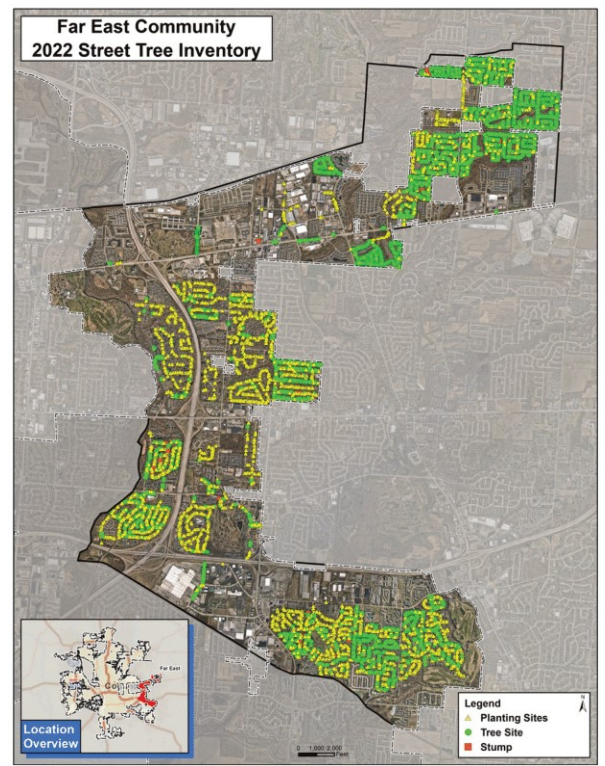 Far East Community
2022 Street Tree Inventory
Far East
Location
Overview
0 1,000 2,000
Feet
N
Legend
Planting Sites
Tree Site
Stump